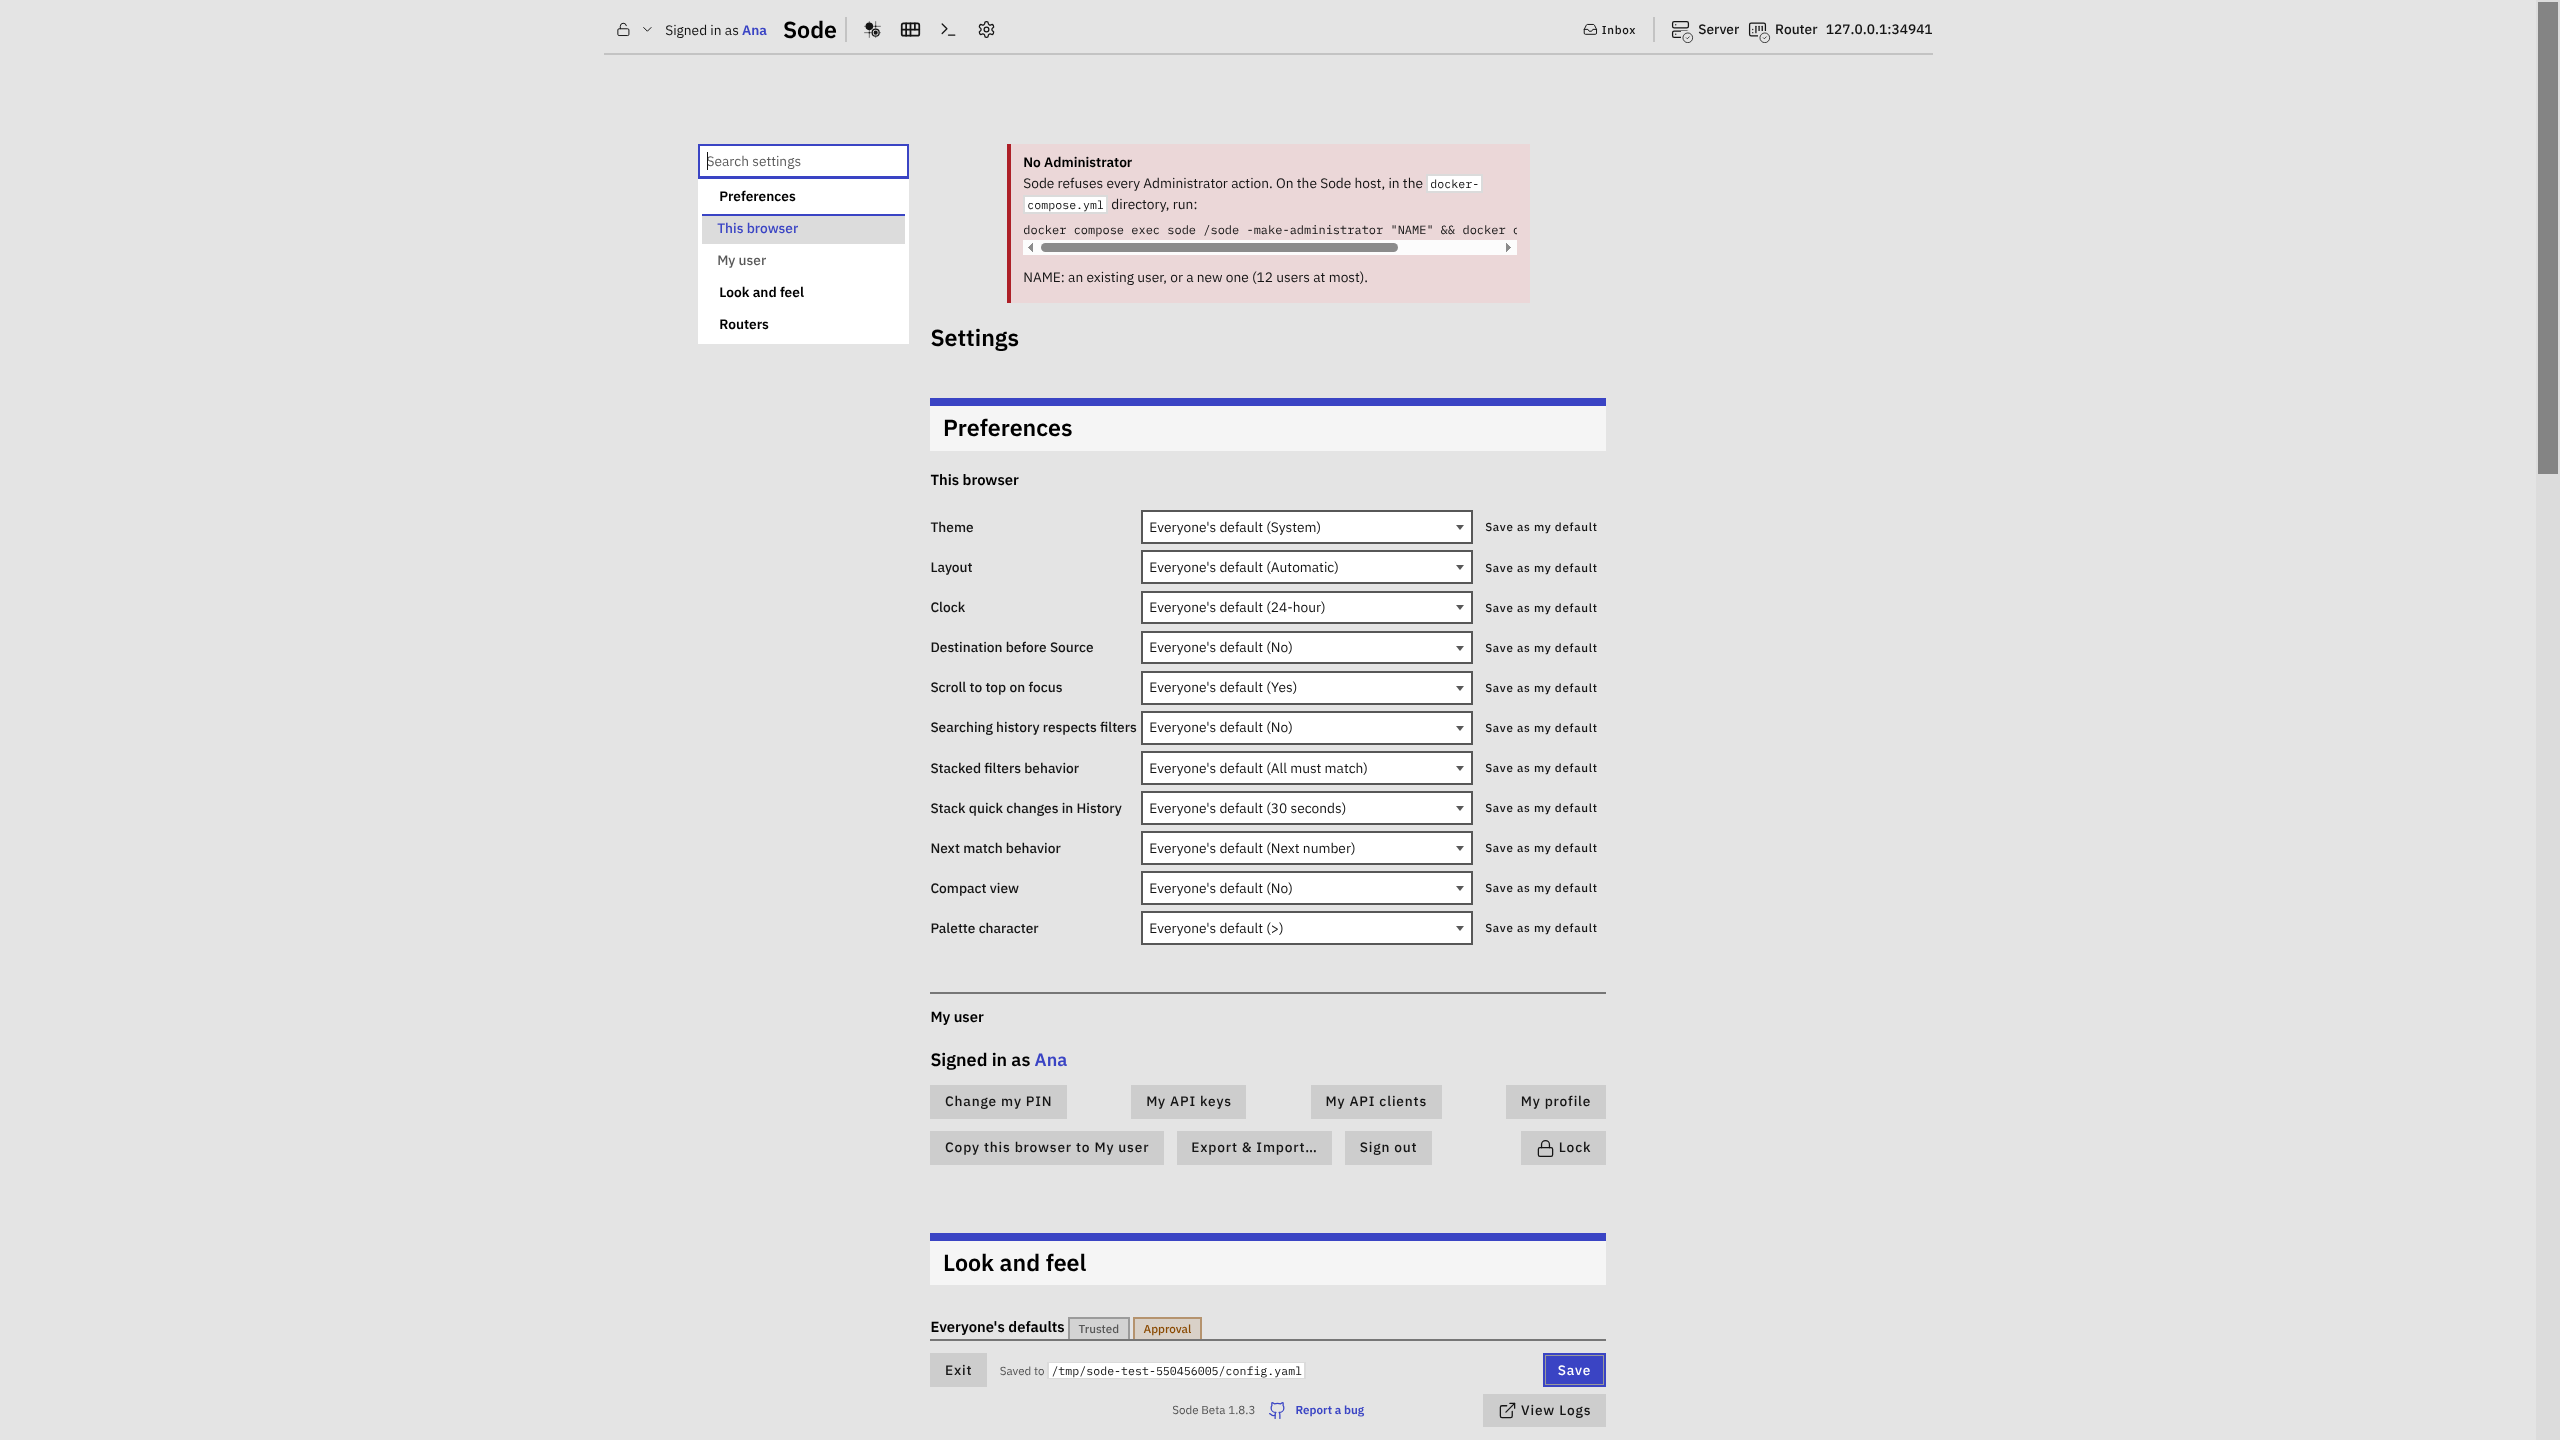 Signed in as Ana
Sode
Inbox
Server
Router 127.0.0.1:34941
Search settings
Preferences
This browser
My user
Look and feel
Routers
No Administrator
Sode refuses every Administrator action. On the Sode host, in the docker-
compose.yml directory, run:
docker compose exec sode /sode -make-administrator "NAME" && docker
NAME: an existing user, or a new one (12 users at most).
Settings
Preferences
This browser
Theme Everyone's default (System) Save as my default
Layout Everyone's default (Automatic) Save as my default
Clock Everyone's default (24-hour) Save as my default
Destination before Source Everyone's default (No) Save as my default
Scroll to top on focus Everyone's default (Yes) Save as my default
Searching history respects filters Everyone's default (No) Save as my default
Stacked filters behavior Everyone's default (All must match) Save as my default
Stack quick changes in History Everyone's default (30 seconds) Save as my default
Next match behavior Everyone's default (Next number) Save as my default
Compact view Everyone's default (No) Save as my default
Palette character Everyone's default (>) Save as my default
My user
Signed in as Ana
Change my PIN My API keys My API clients My profile
Copy this browser to My user Export & Import... Sign out Lock
Look and feel
Everyone's defaults Trusted Approval
Exit Saved to /tmp/sode-test-550456005/config.yaml Save
Sode Beta 1.8.3 Report a bug View Logs